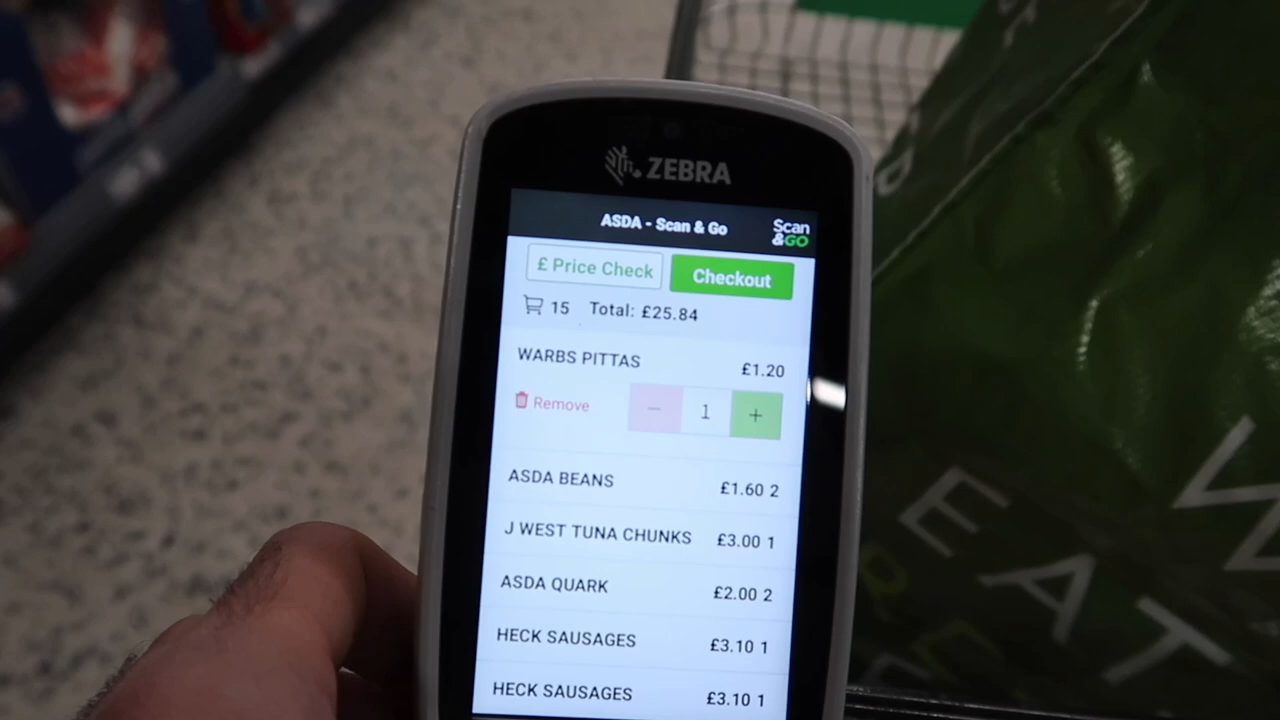 ZEBRA
ASDA - Scan & Go
Scan
&GO
£ Price Check
Checkout
15 Total: £25.84
WARBS PITTAS £1.20
Remove − 1 +
ASDA BEANS £1.60 2
J WEST TUNA CHUNKS £3.00 1
ASDA QUARK £2.00 2
HECK SAUSAGES £3.10 1
HECK SAUSAGES £3.10 1
EAT